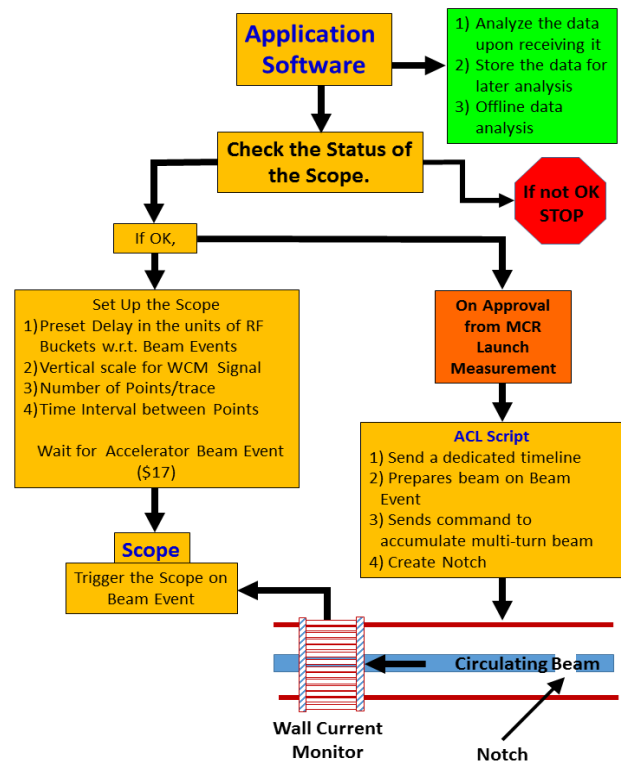 Application
Software
1) Analyze the data
upon receiving it
2) Store the data for
later analysis
3) Offline data
analysis
Check the Status of
the Scope.
If not OK
STOP
If OK,
Set Up the Scope
1)Preset Delay in the units of RF
Buckets w.r.t. Beam Events
2)Vertical scale for WCM Signal
3)Number of Points/trace
4)Time Interval between Points
Wait for Accelerator Beam Event
($17)
On Approval
from MCR
Launch
Measurement
ACL Script
1) Send a dedicated timeline
2) Prepares beam on Beam
Event
3) Sends command to
accumulate multi-turn beam
4) Create Notch
Scope
Trigger the Scope on
Beam Event
Circulating Beam
Wall Current
Monitor
Notch